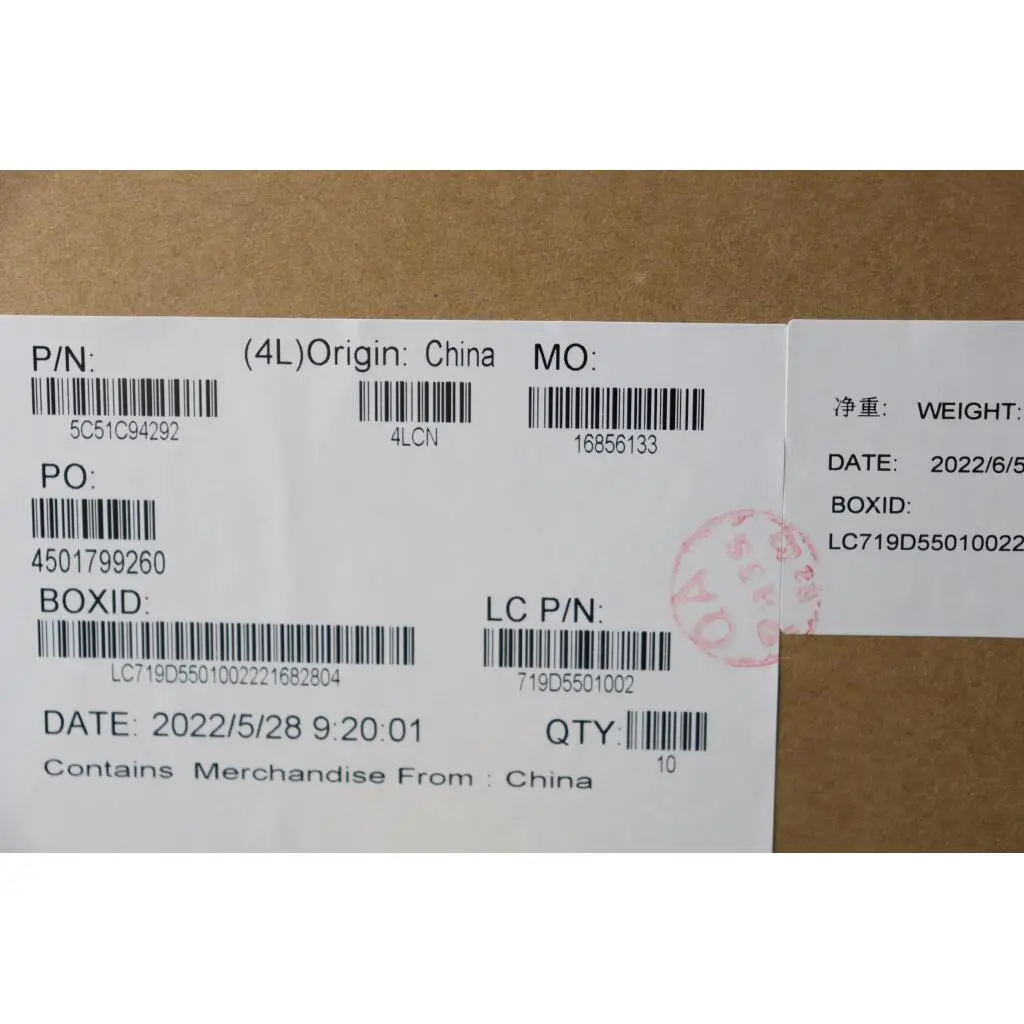 P/N: (4L)Origin: China MO:
5C51C94292 4LCN 16856133
PO:
4501799260
BOXID: LC P/N:
LC719D5501002221682804 719D5501002
DATE: 2022/5/28 9:20:01 QTY:
10
Contains Merchandise From : China
净重: WEIGHT:
DATE: 2022/6/5
BOXID:
LC719D55010022
QA